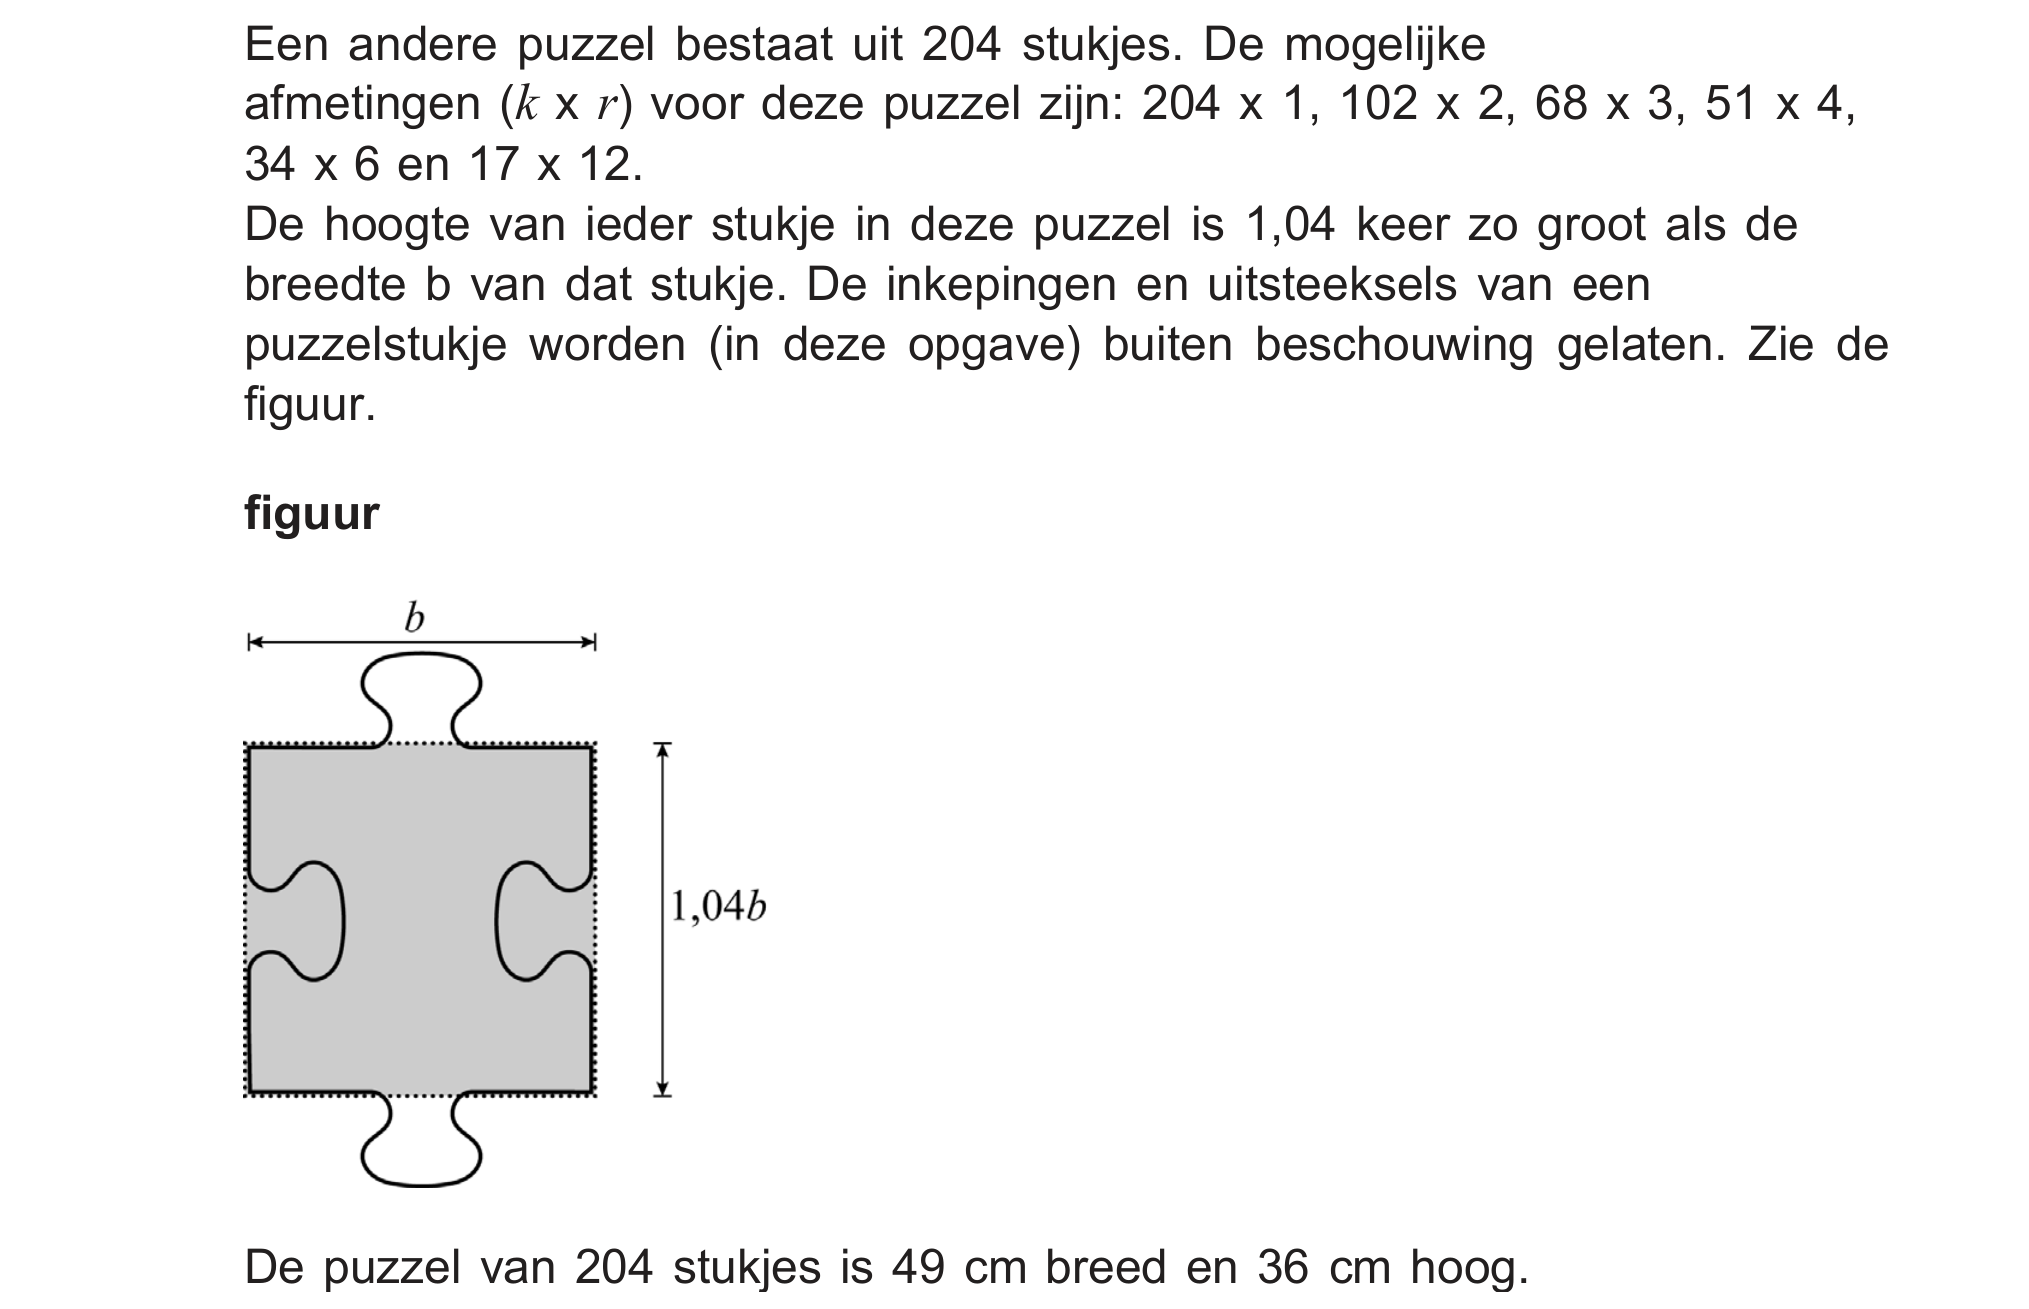 Een andere puzzel bestaat uit 204 stukjes. De mogelijke
afmetingen (k x r) voor deze puzzel zijn: 204 x 1, 102 x 2, 68 x 3, 51 x 4,
34 x 6 en 17 x 12.
De hoogte van ieder stukje in deze puzzel is 1,04 keer zo groot als de
breedte b van dat stukje. De inkepingen en uitsteeksels van een
puzzelstukje worden (in deze opgave) buiten beschouwing gelaten. Zie de
figuur.
figuur
b
1,04b
De puzzel van 204 stukjes is 49 cm breed en 36 cm hoog.